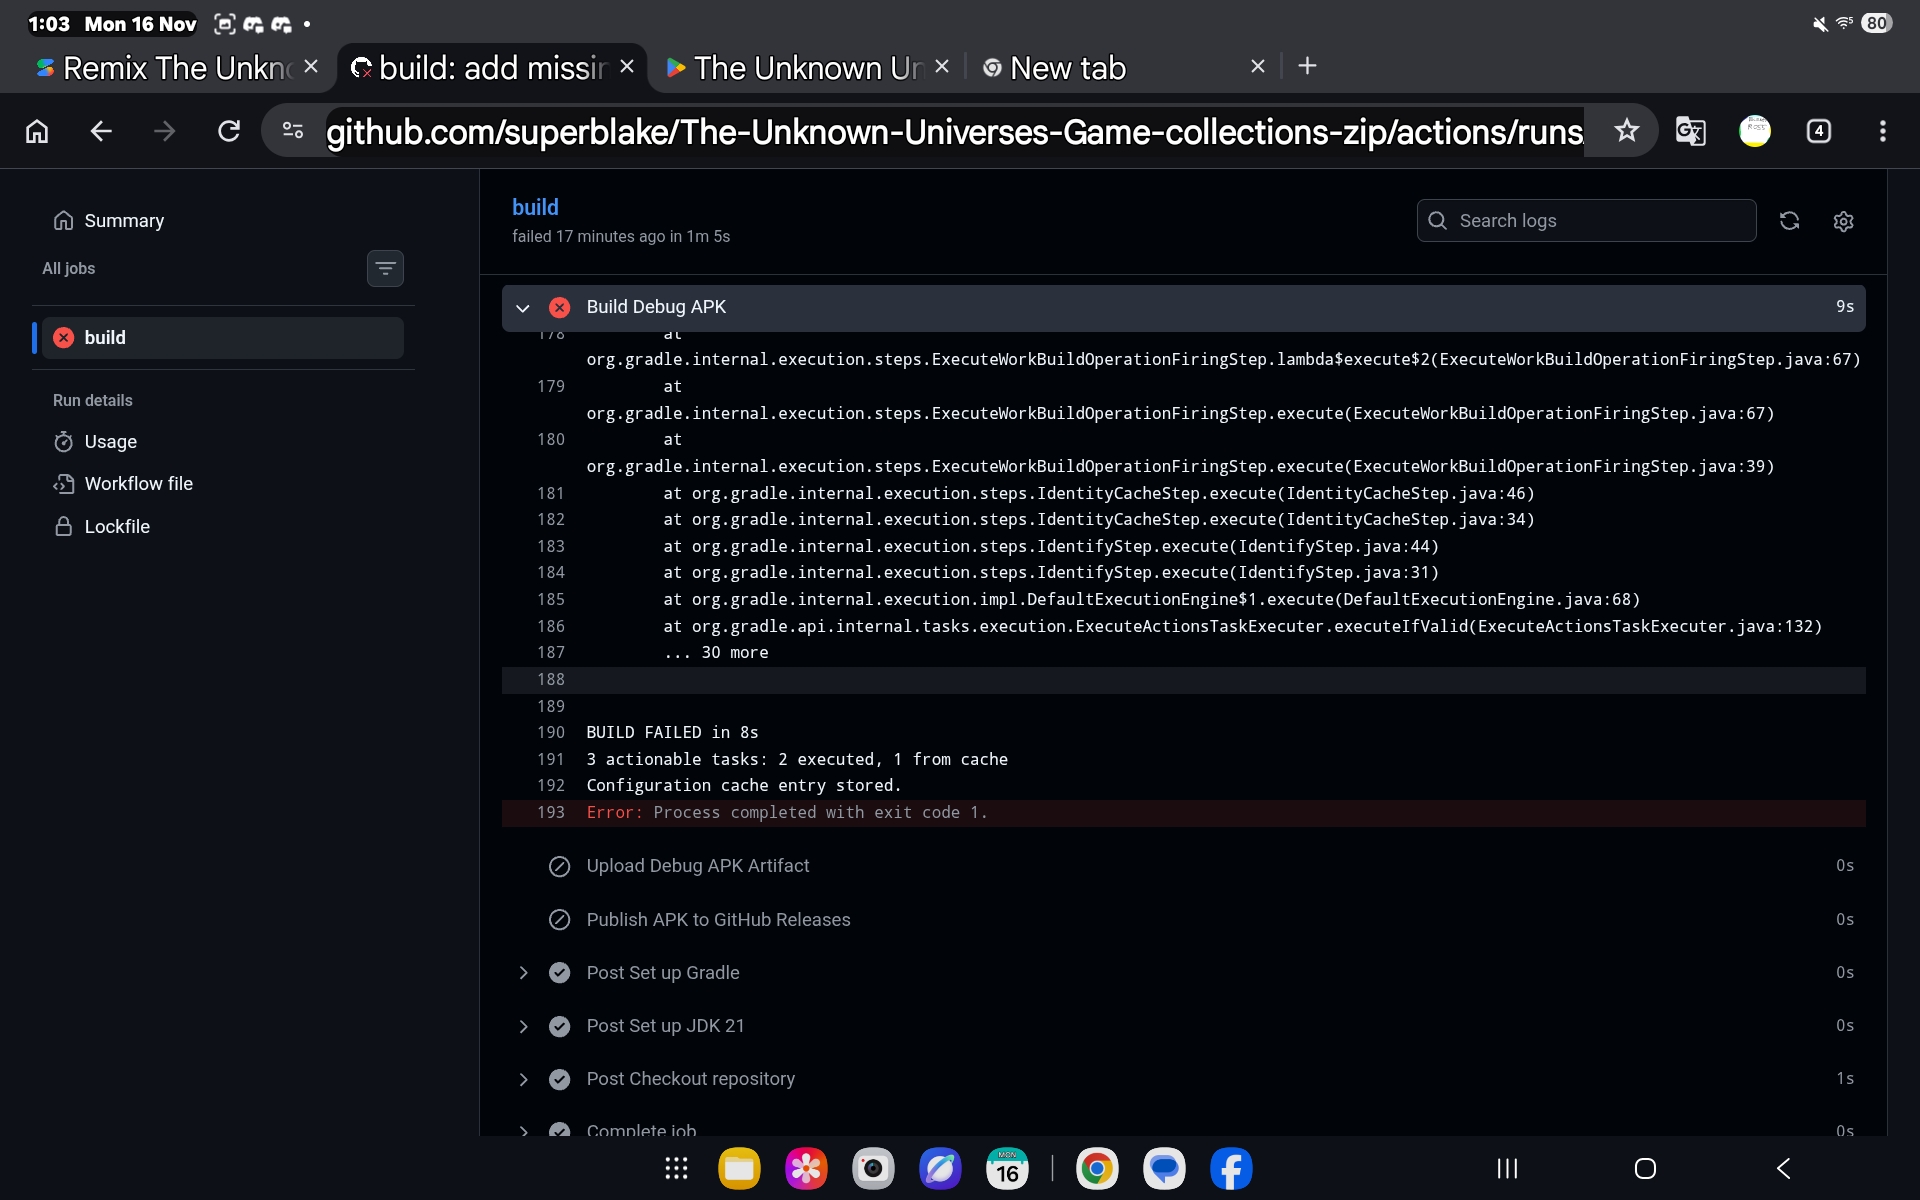 1:03 Mon 16 Nov
80
Remix The Unkno
build: add missin
The Unknown Un
New tab
github.com/superblake/The-Unknown-Universes-Game-collections-zip/actions/runs/
4
Summary
All jobs
build
Run details
Usage
Workflow file
Lockfile
build
failed 17 minutes ago in 1m 5s
Search logs
Build Debug APK 9s
178 at
org.gradle.internal.execution.steps.ExecuteWorkBuildOperationFiringStep.lambda$execute$2(ExecuteWorkBuildOperationFiringStep.java:67)
179 at
org.gradle.internal.execution.steps.ExecuteWorkBuildOperationFiringStep.execute(ExecuteWorkBuildOperationFiringStep.java:67)
180 at
org.gradle.internal.execution.steps.ExecuteWorkBuildOperationFiringStep.execute(ExecuteWorkBuildOperationFiringStep.java:39)
181 at org.gradle.internal.execution.steps.IdentityCacheStep.execute(IdentityCacheStep.java:46)
182 at org.gradle.internal.execution.steps.IdentityCacheStep.execute(IdentityCacheStep.java:34)
183 at org.gradle.internal.execution.steps.IdentifyStep.execute(IdentifyStep.java:44)
184 at org.gradle.internal.execution.steps.IdentifyStep.execute(IdentifyStep.java:31)
185 at org.gradle.internal.execution.impl.DefaultExecutionEngine$1.execute(DefaultExecutionEngine.java:68)
186 at org.gradle.api.internal.tasks.execution.ExecuteActionsTaskExecuter.executeIfValid(ExecuteActionsTaskExecuter.java:132)
187 ... 30 more
188
189
190 BUILD FAILED in 8s
191 3 actionable tasks: 2 executed, 1 from cache
192 Configuration cache entry stored.
193 Error: Process completed with exit code 1.
Upload Debug APK Artifact 0s
Publish APK to GitHub Releases 0s
Post Set up Gradle 0s
Post Set up JDK 21 0s
Post Checkout repository 1s
Complete job 0s
MON
16